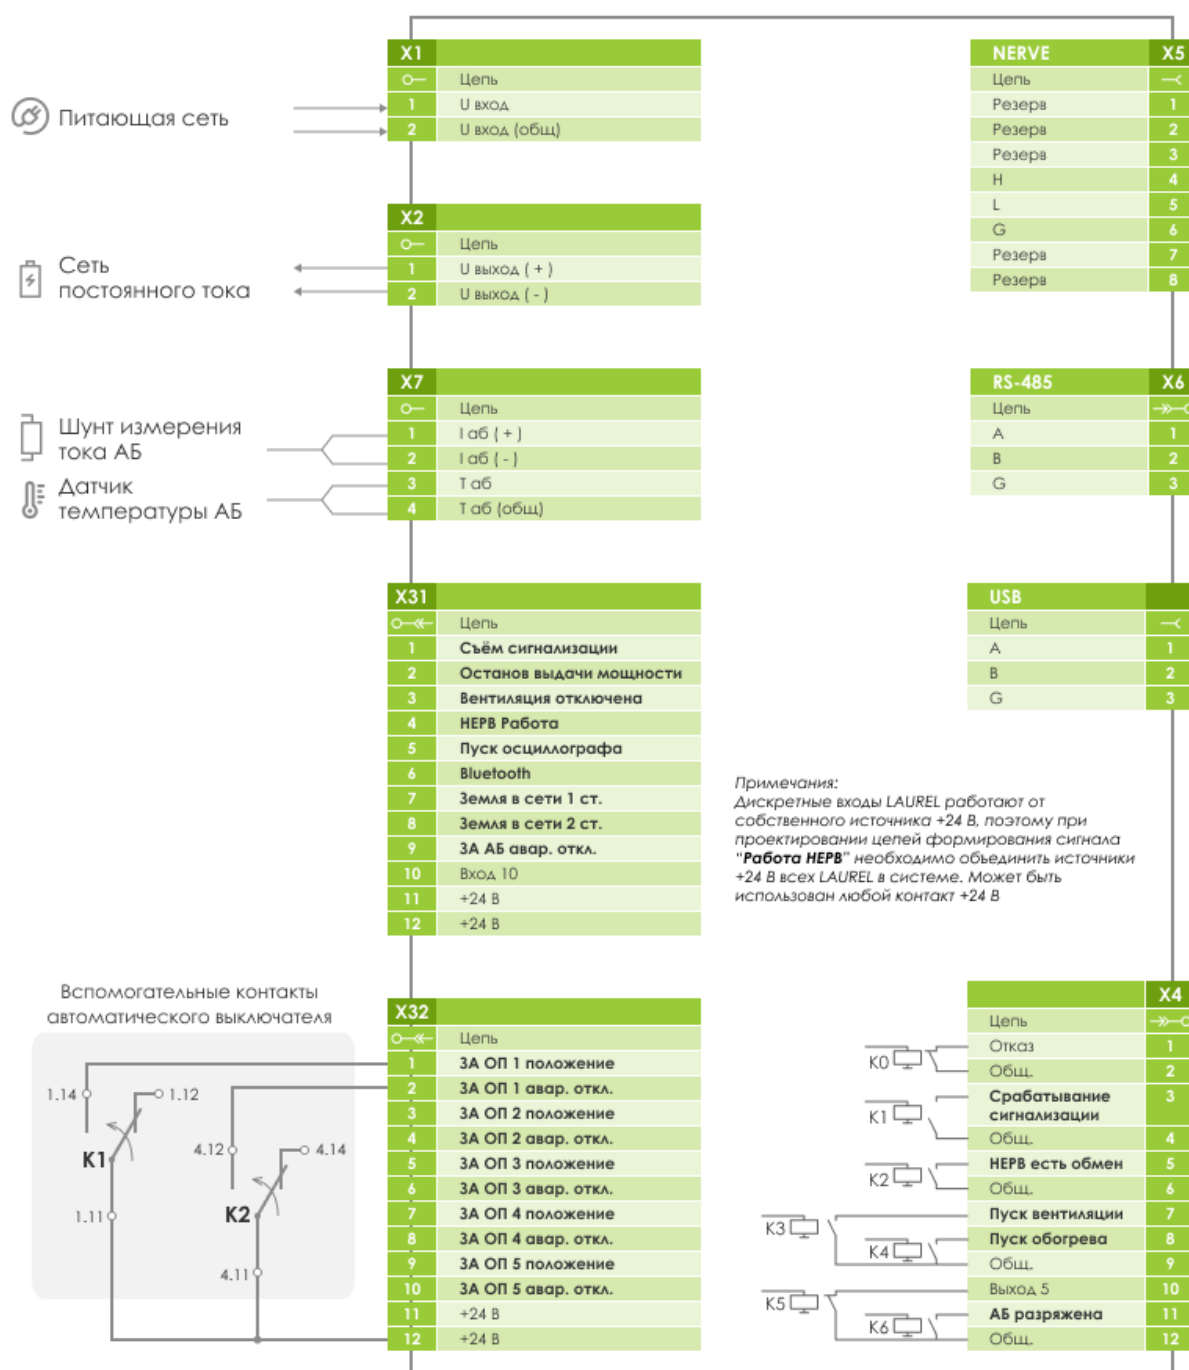 X1
Цепь
1 U вход
2 U вход (общ)
Питающая сеть
X2
Цепь
1 U выход ( + )
2 U выход ( - )
Сеть
постоянного тока
X7
Цепь
1 I аб ( + )
2 I аб ( - )
3 Т аб
4 Т аб (общ)
Шунт измерения
тока АБ
Датчик
температуры АБ
X31
Цепь
1 Съём сигнализации
2 Останов выдачи мощности
3 Вентиляция отключена
4 НЕРВ Работа
5 Пуск осциллографа
6 Bluetooth
7 Земля в сети 1 ст.
8 Земля в сети 2 ст.
9 ЗА АБ авар. откл.
10 Вход 10
11 +24 В
12 +24 В
Вспомогательные контакты
автоматического выключателя
1.14
1.12
K1
4.12
4.14
1.11
K2
4.11
X32
Цепь
1 ЗА ОП 1 положение
2 ЗА ОП 1 авар. откл.
3 ЗА ОП 2 положение
4 ЗА ОП 2 авар. откл.
5 ЗА ОП 3 положение
6 ЗА ОП 3 авар. откл.
7 ЗА ОП 4 положение
8 ЗА ОП 4 авар. откл.
9 ЗА ОП 5 положение
10 ЗА ОП 5 авар. откл.
11 +24 В
12 +24 В
NERVE X5
Цепь
Резерв 1
Резерв 2
Резерв 3
H 4
L 5
G 6
Резерв 7
Резерв 8
RS-485 X6
Цепь
A 1
B 2
G 3
USB
Цепь
A 1
B 2
G 3
Примечания:
Дискретные входы LAUREL работают от
собственного источника +24 В, поэтому при
проектировании цепей формирования сигнала
"Работа НЕРВ" необходимо объединить источники
+24 В всех LAUREL в системе. Может быть
использован любой контакт +24 В
X4
Цепь
K0
Отказ 1
Общ. 2
K1
Срабатывание 3
сигнализации
Общ. 4
K2
НЕРВ есть обмен 5
Общ. 6
K3
Пуск вентиляции 7
K4
Пуск обогрева 8
Общ. 9
K5
Выход 5 10
K6
АБ разряжена 11
Общ. 12